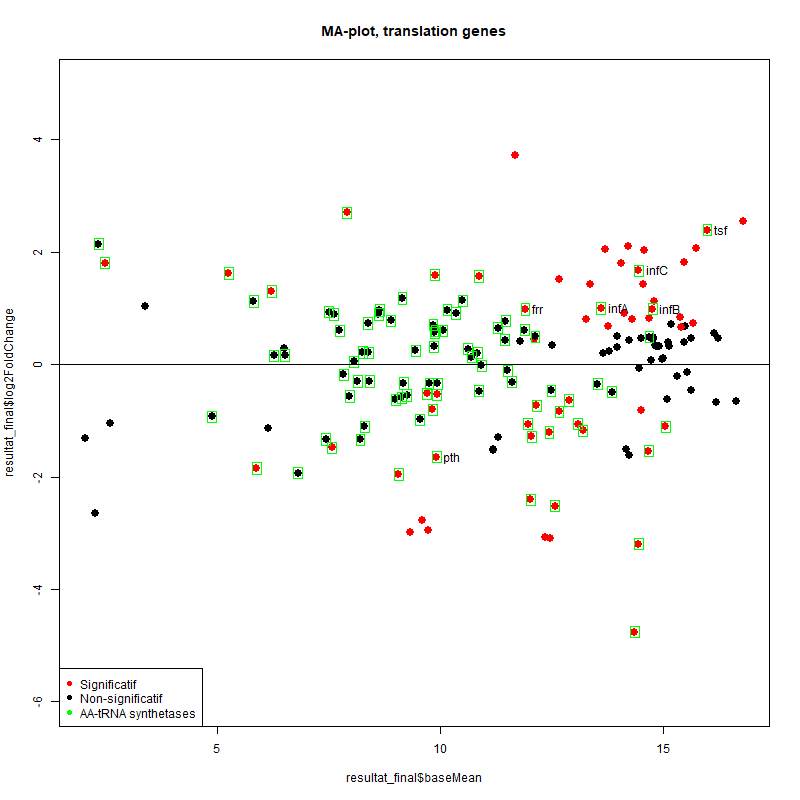 MA-plot, translation genes
resultat_final$log2FoldChange
4
2
0
-2
-4
-6
tsf
infC
frr
infA
infB
pth
Significatif
Non-significatif
AA-tRNA synthetases
5
10
15
resultat_final$baseMean